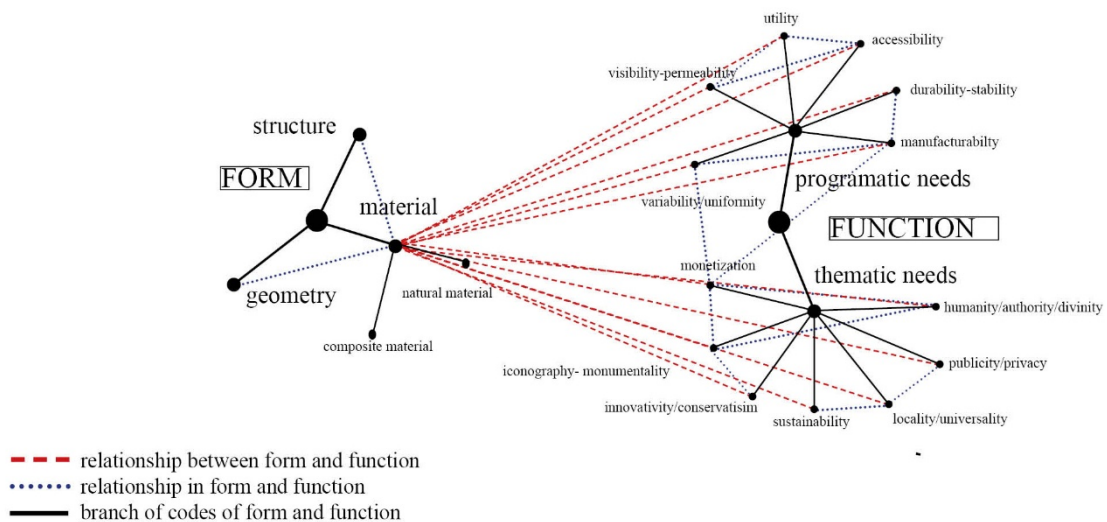 utility
accessibility
visibility-permeability
durability-stability
structure
manufacturabilty
FORM
programatic needs
material
variability/uniformity
FUNCTION
monetization
thematic needs
geometry
natural material
humanity/authority/divinity
composite material
publicity/privacy
iconography- monumentality
innovativity/conservatisim
locality/universality
sustainability
relationship between form and function
relationship in form and function
branch of codes of form and function